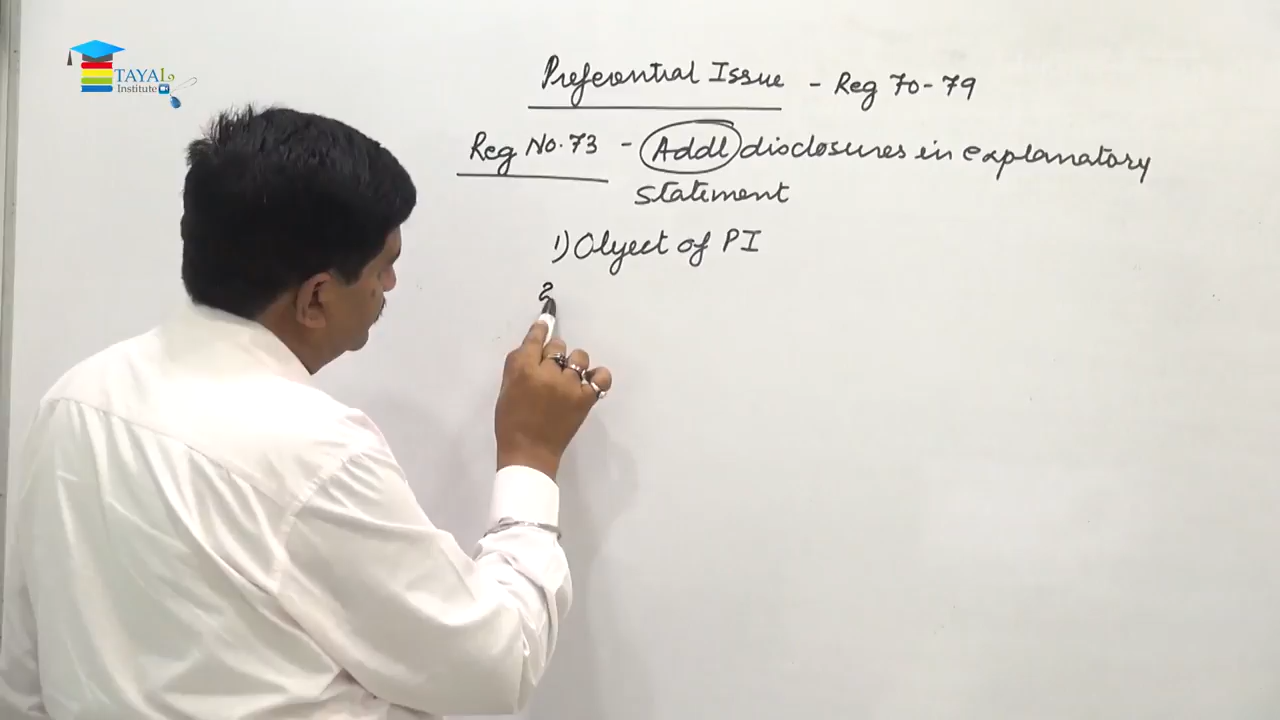 TAYAL
Institute
Preferential Issue - Reg 70-79
Reg No.73 - Addl disclosures in explanatory
statement
1) Object of PI
2